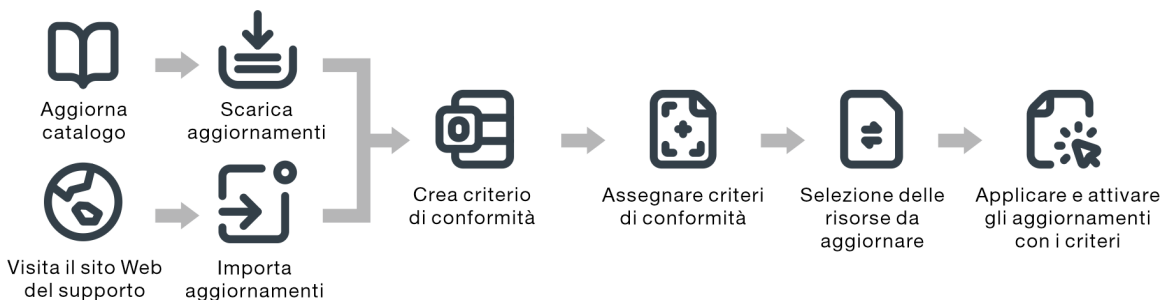 Aggiorna
catalogo
Scarica
aggiornamenti
Visita il sito Web
del supporto
Importa
aggiornamenti
Crea criterio
di conformità
Assegnare criteri
di conformità
Selezione delle
risorse da
aggiornare
Applicare e attivare
gli aggiornamenti
con i criteri